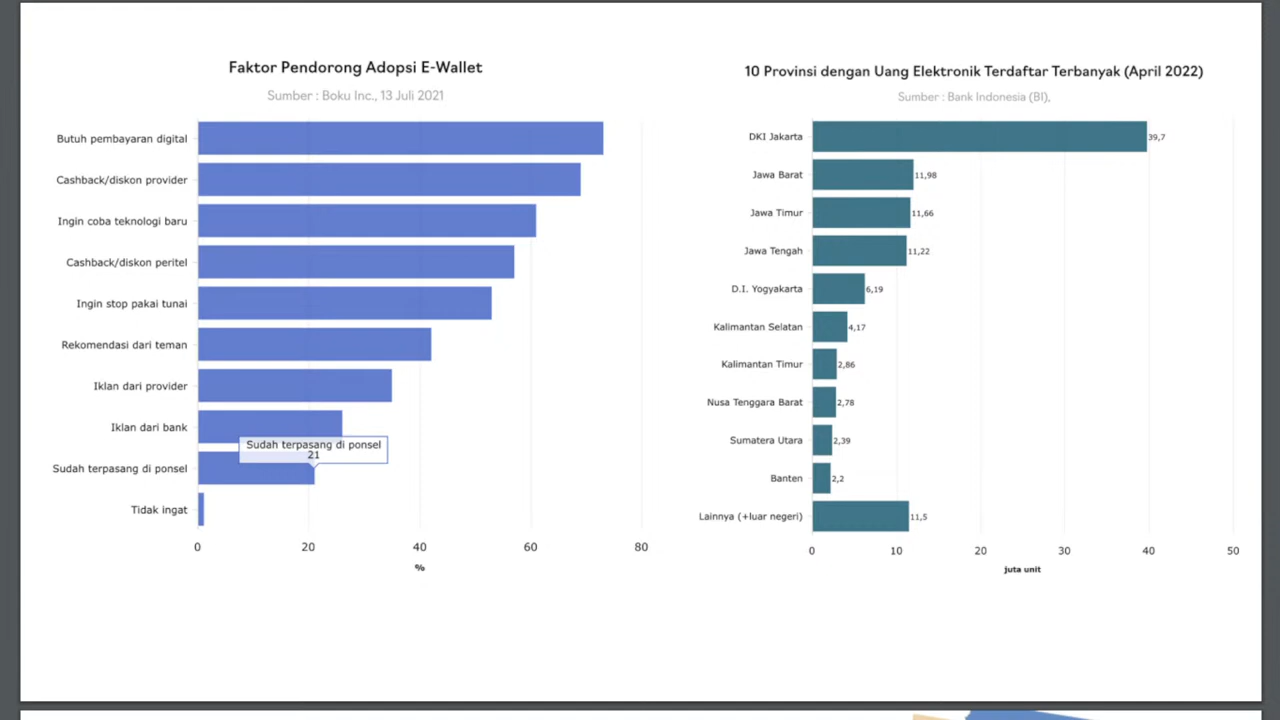 Faktor Pendorong Adopsi E-Wallet
Sumber : Boku Inc., 13 Juli 2021
Butuh pembayaran digital
Cashback/diskon provider
Ingin coba teknologi baru
Cashback/diskon peritel
Ingin stop pakai tunai
Rekomendasi dari teman
Iklan dari provider
Iklan dari bank
Sudah terpasang di ponsel
21
Sudah terpasang di ponsel
Tidak ingat
0 20 40 60 80
%
10 Provinsi dengan Uang Elektronik Terdaftar Terbanyak (April 2022)
Sumber : Bank Indonesia (BI),
DKI Jakarta 39,7
Jawa Barat 11,98
Jawa Timur 11,66
Jawa Tengah 11,22
D.I. Yogyakarta 6,19
Kalimantan Selatan 4,17
Kalimantan Timur 2,86
Nusa Tenggara Barat 2,78
Sumatera Utara 2,39
Banten 2,2
Lainnya (+luar negeri) 11,5
0 10 20 30 40 50
juta unit